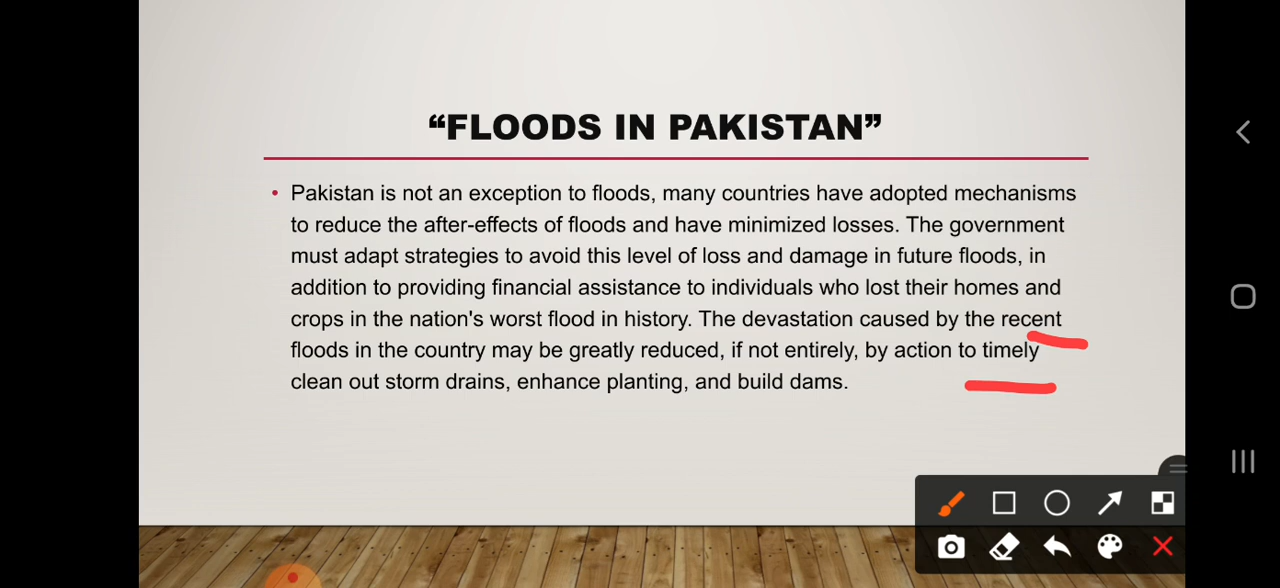 “FLOODS IN PAKISTAN”
• Pakistan is not an exception to floods, many countries have adopted mechanisms
to reduce the after-effects of floods and have minimized losses. The government
must adapt strategies to avoid this level of loss and damage in future floods, in
addition to providing financial assistance to individuals who lost their homes and
crops in the nation's worst flood in history. The devastation caused by the recent
floods in the country may be greatly reduced, if not entirely, by action to timely
clean out storm drains, enhance planting, and build dams.